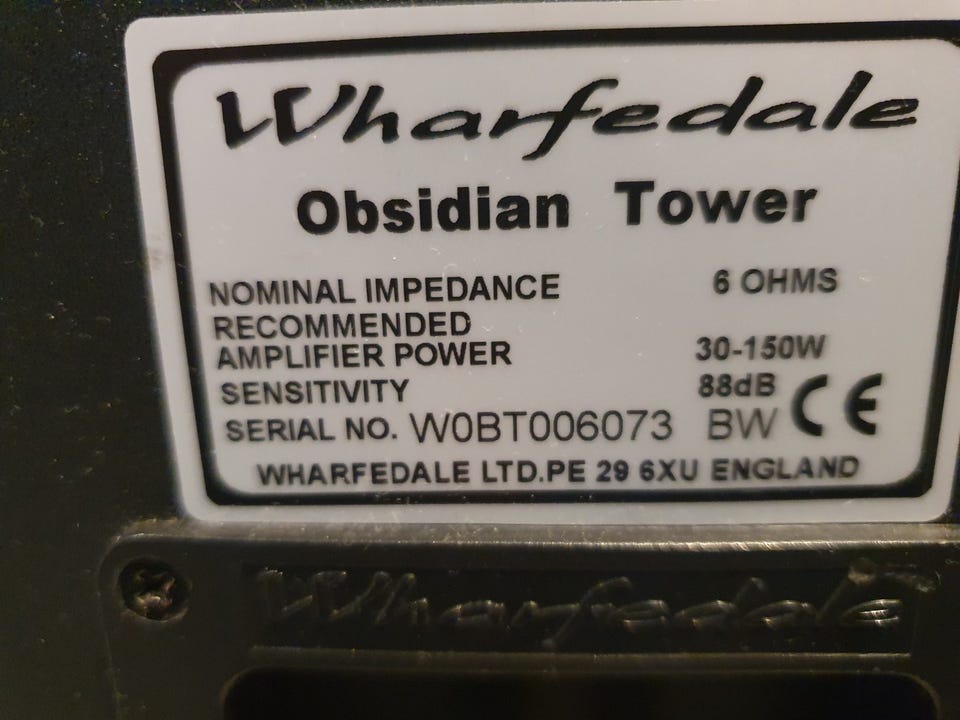 Wharfedale
Obsidian Tower
NOMINAL IMPEDANCE 6 OHMS
RECOMMENDED
AMPLIFIER POWER 30-150W
SENSITIVITY 88dB
SERIAL NO. W0BT006073 BW CE
WHARFEDALE LTD.PE 29 6XU ENGLAND
Wharfedale